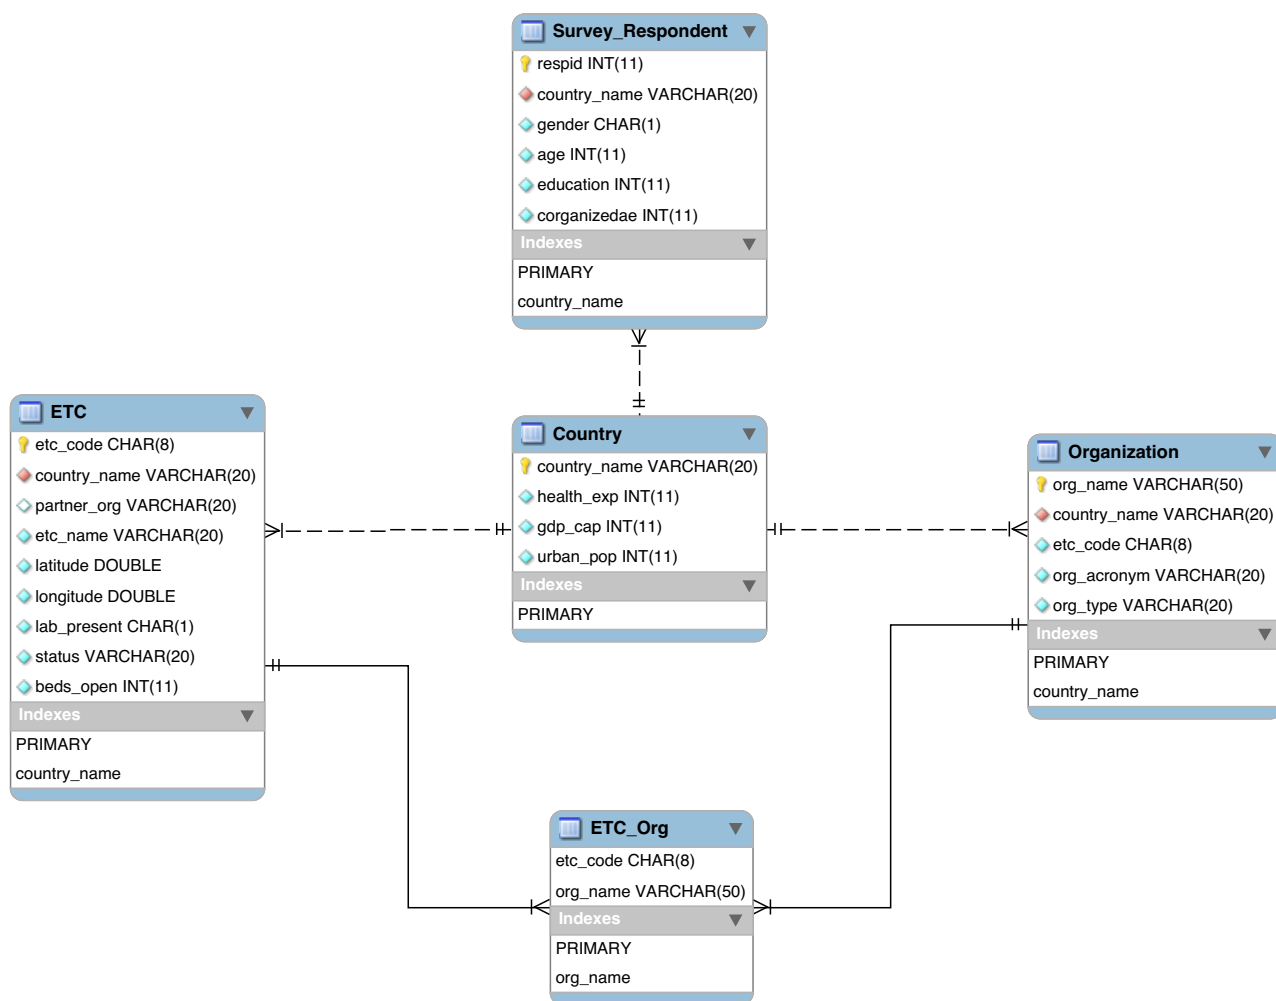 Survey_Respondent
respid INT(11)
country_name VARCHAR(20)
gender CHAR(1)
age INT(11)
education INT(11)
corganizedae INT(11)
Indexes
PRIMARY
country_name
ETC
etc_code CHAR(8)
country_name VARCHAR(20)
partner_org VARCHAR(20)
etc_name VARCHAR(20)
latitude DOUBLE
longitude DOUBLE
lab_present CHAR(1)
status VARCHAR(20)
beds_open INT(11)
Indexes
PRIMARY
country_name
Country
country_name VARCHAR(20)
health_exp INT(11)
gdp_cap INT(11)
urban_pop INT(11)
Indexes
PRIMARY
Organization
org_name VARCHAR(50)
country_name VARCHAR(20)
etc_code CHAR(8)
org_acronym VARCHAR(20)
org_type VARCHAR(20)
Indexes
PRIMARY
country_name
ETC_Org
etc_code CHAR(8)
org_name VARCHAR(50)
Indexes
PRIMARY
org_name